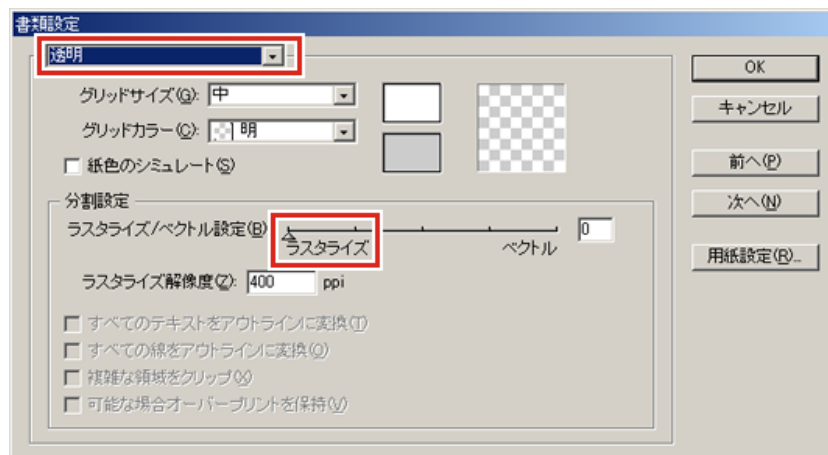 書類設定
透明
OK
グリッドサイズ(G): 中
キャンセル
グリッドカラー(C): 明
紙色のシミュレート(S)
前へ(P)
分割設定
次へ(N)
ラスタライズ/ベクトル設定(B) 0
ラスタライズ ベクトル
用紙設定(R)...
ラスタライズ解像度(Z): 400 ppi
すべてのテキストをアウトラインに変換(T)
すべての線をアウトラインに変換(O)
複雑な領域をクリップ(X)
可能な場合オーバープリントを保持(V)